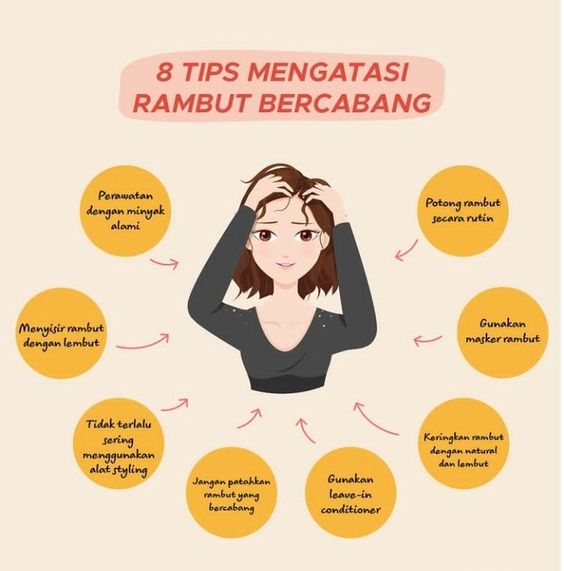 8 TIPS MENGATASI
RAMBUT BERCABANG
Perawatan
dengan minyak
alami
Potong rambut
secara rutin
Menyisir rambut
dengan lembut
Gunakan
masker rambut
Tidak terlalu
sering
menggunakan
alat styling
Keringkan rambut
dengan natural
dan lembut
Jangan patahkan
rambut yang
bercabang
Gunakan
leave-in
conditioner